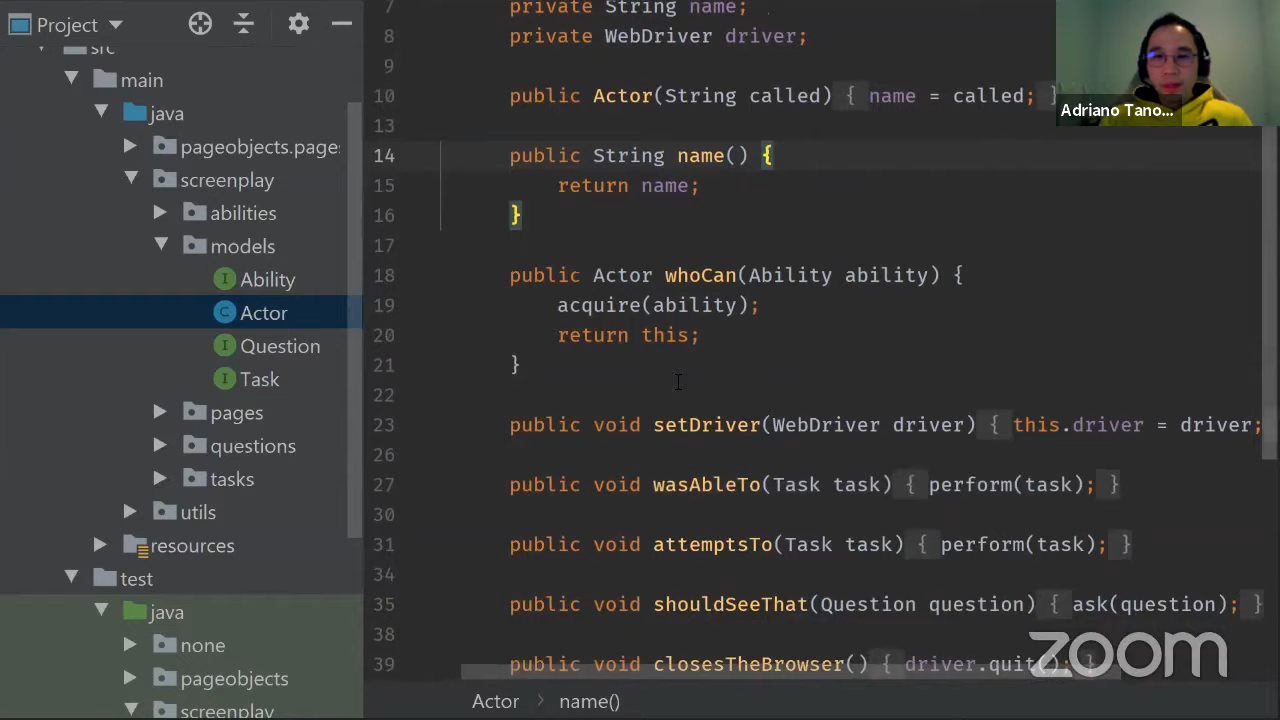 Project
src
main
java
pageobjects.page
screenplay
abilities
models
I Ability
C Actor
I Question
I Task
pages
questions
tasks
utils
resources
test
java
none
pageobjects
screenplay
7 private String name;
8 private WebDriver driver;
9
10 public Actor(String called) { name = called; }
13
14 public String name() {
15 return name;
16 }
17
18 public Actor whoCan(Ability ability) {
19 acquire(ability);
20 return this;
21 }
22
23 public void setDriver(WebDriver driver) { this.driver = driver;
26
27 public void wasAbleTo(Task task) { perform(task); }
30
31 public void attemptsTo(Task task) { perform(task); }
34
35 public void shouldSeeThat(Question question) { ask(question); }
38
39 public void closesTheBrowser() { driver.quit(); }
Actor > name()
Adriano Tano...
zoom